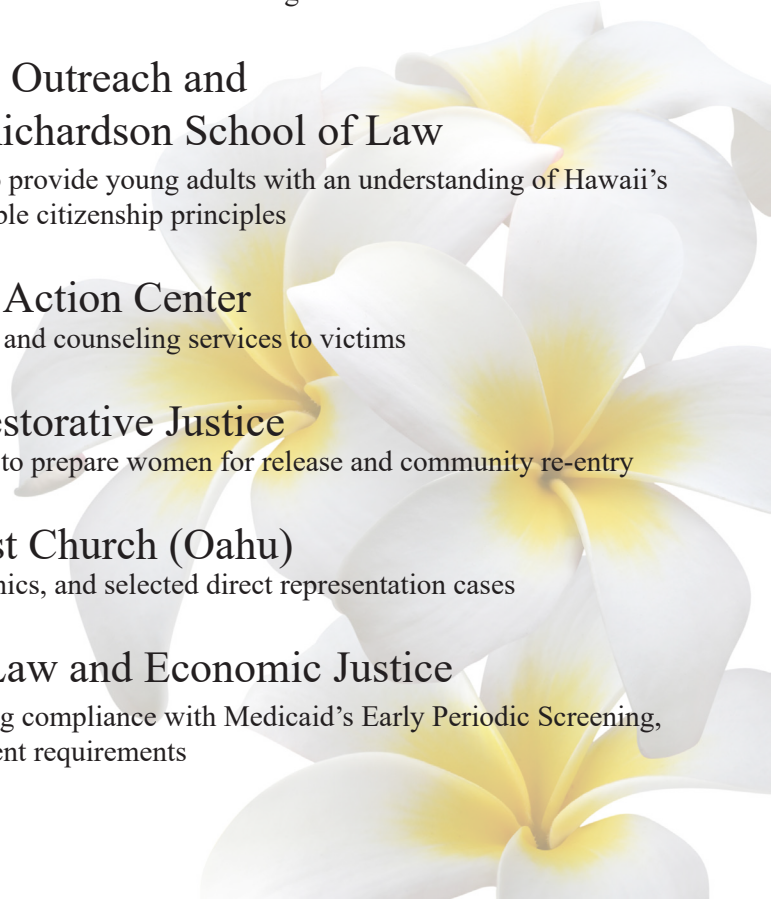 Outreach and
ichardson School of Law
provide young adults with an understanding of Hawaii’s
ble citizenship principles
Action Center
and counseling services to victims
estorative Justice
to prepare women for release and community re-entry
st Church (Oahu)
nics, and selected direct representation cases
Law and Economic Justice
g compliance with Medicaid’s Early Periodic Screening,
ent requirements